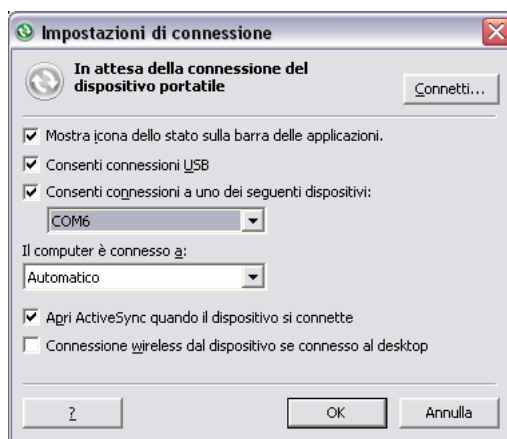 Impostazioni di connessione
In attesa della connessione del
dispositivo portatile
Connetti...
Mostra icona dello stato sulla barra delle applicazioni.
Consenti connessioni USB
Consenti connessioni a uno dei seguenti dispositivi:
COM6
Il computer è connesso a:
Automatico
Apri ActiveSync quando il dispositivo si connette
Connessione wireless dal dispositivo se connesso al desktop
?
OK
Annulla